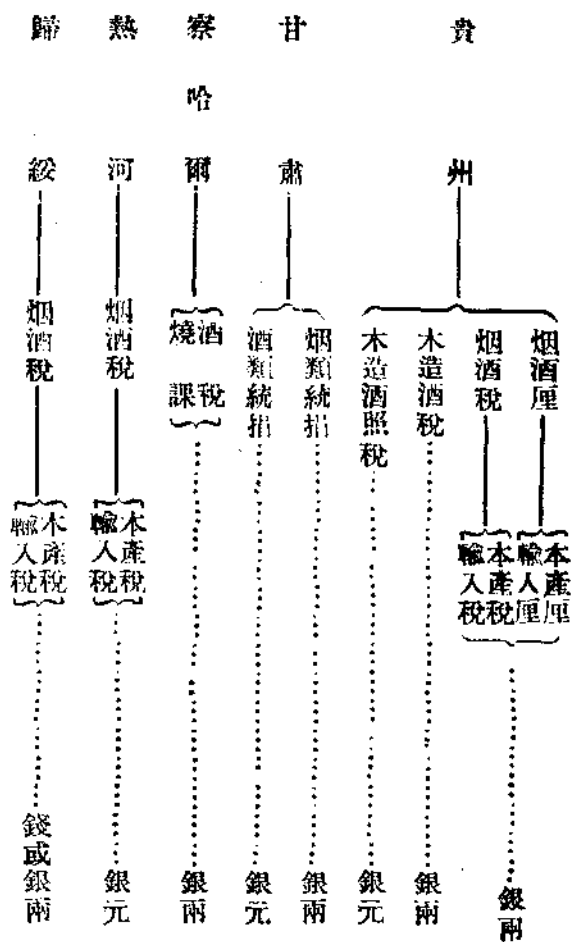 貴州
烟酒厘
本產厘
輸入厘
烟酒稅
本產稅
輸入稅
銀兩
本造酒稅
銀兩
本造酒照稅
銀元
甘肅
烟類統捐
銀兩
酒類統捐
銀元
察哈爾
酒稅
燒課
銀兩
熱河
烟酒稅
本產稅
輸入稅
銀元
歸綏
烟酒稅
本產稅
輸入稅
錢或銀兩